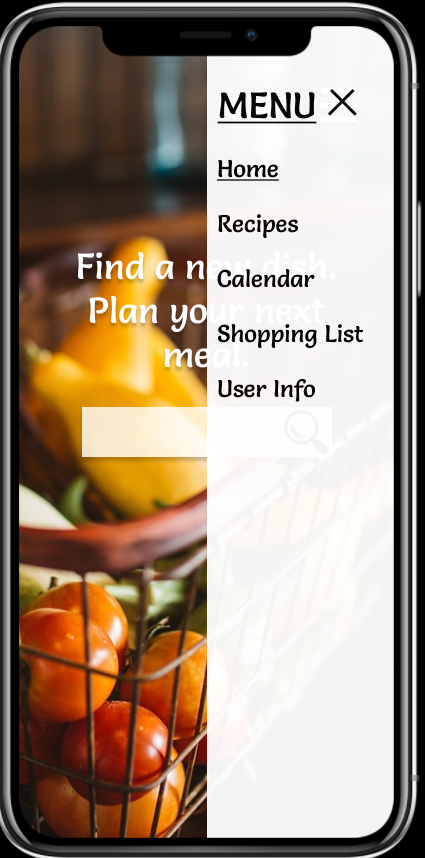 MENU
Home
Recipes
Calendar
Shopping List
User Info
Find a new dish.
Plan your next
meal.